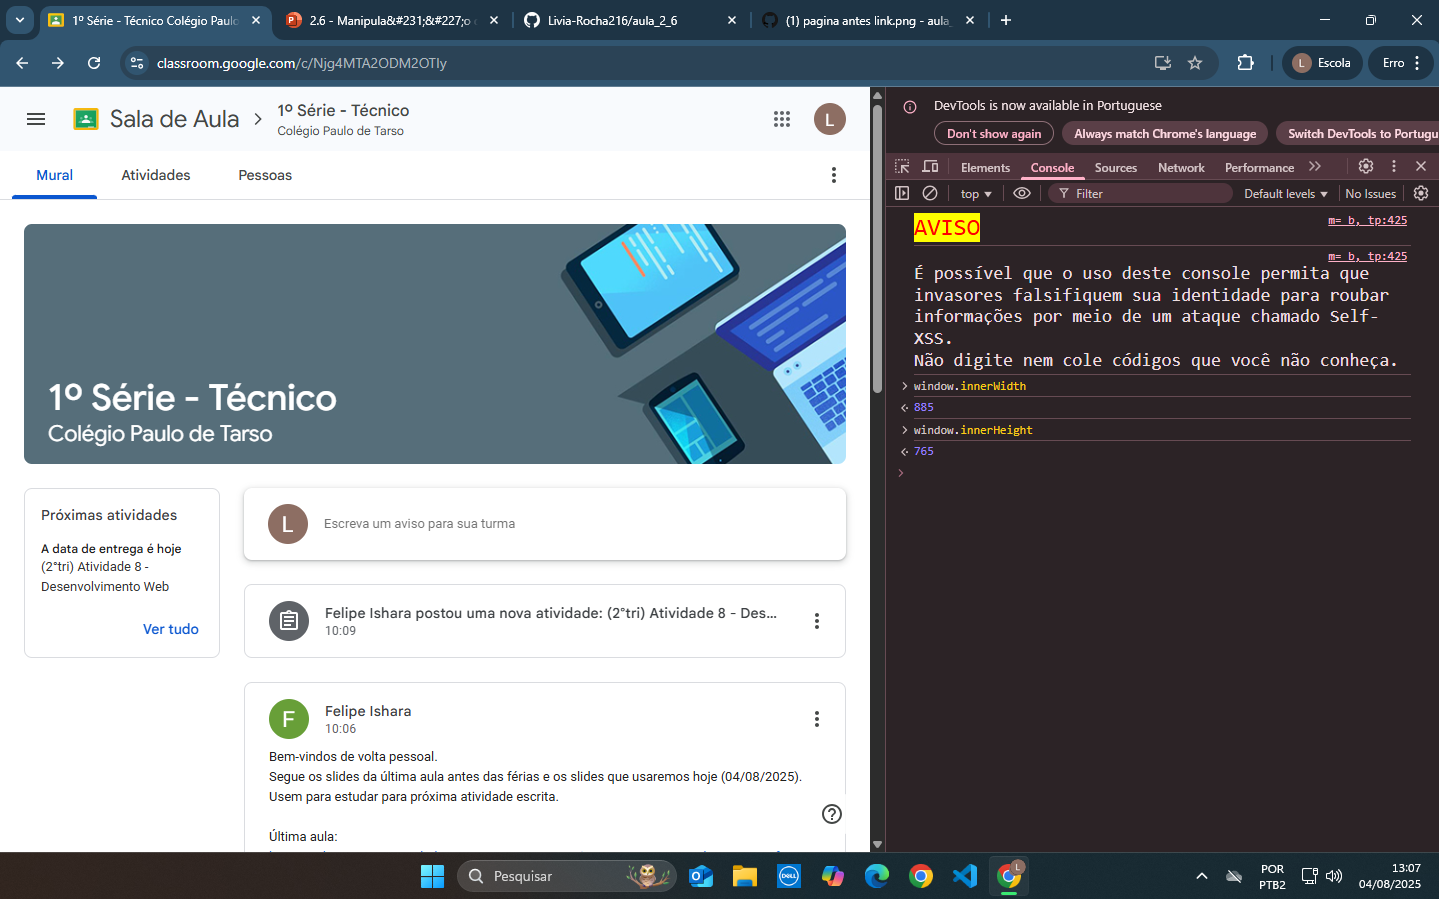 1º Série - Técnico Colégio Paulo
2.6 - Manipula&#231;&#227;o
Livia-Rocha216/aula_2_6
(1) pagina antes link.png - aula_
classroom.google.com/c/Njg4MTA2ODM2OTIy
L
Escola
Erro
Sala de Aula
1º Série - Técnico
Colégio Paulo de Tarso
L
Mural
Atividades
Pessoas
1º Série - Técnico
Colégio Paulo de Tarso
Próximas atividades
A data de entrega é hoje
(2°tri) Atividade 8 -
Desenvolvimento Web
Ver tudo
L
Escreva um aviso para sua turma
Felipe Ishara postou uma nova atividade: (2°tri) Atividade 8 - Des...
10:09
F
Felipe Ishara
10:06
Bem-vindos de volta pessoal.
Segue os slides da última aula antes das férias e os slides que usaremos hoje (04/08/2025).
Usem para estudar para próxima atividade escrita.
Última aula:
DevTools is now available in Portuguese
Don't show again
Always match Chrome's language
Switch DevTools to Portugu
Elements
Console
Sources
Network
Performance
top
Filter
Default levels
No Issues
AVISO
m=_b,_tp:425
m=_b,_tp:425
É possível que o uso deste console permita que
invasores falsifiquem sua identidade para roubar
informações por meio de um ataque chamado Self-
XSS.
Não digite nem cole códigos que você não conheça.
window.innerWidth
885
window.innerHeight
765
Pesquisar
DELL
L
POR
PTB2
13:07
04/08/2025